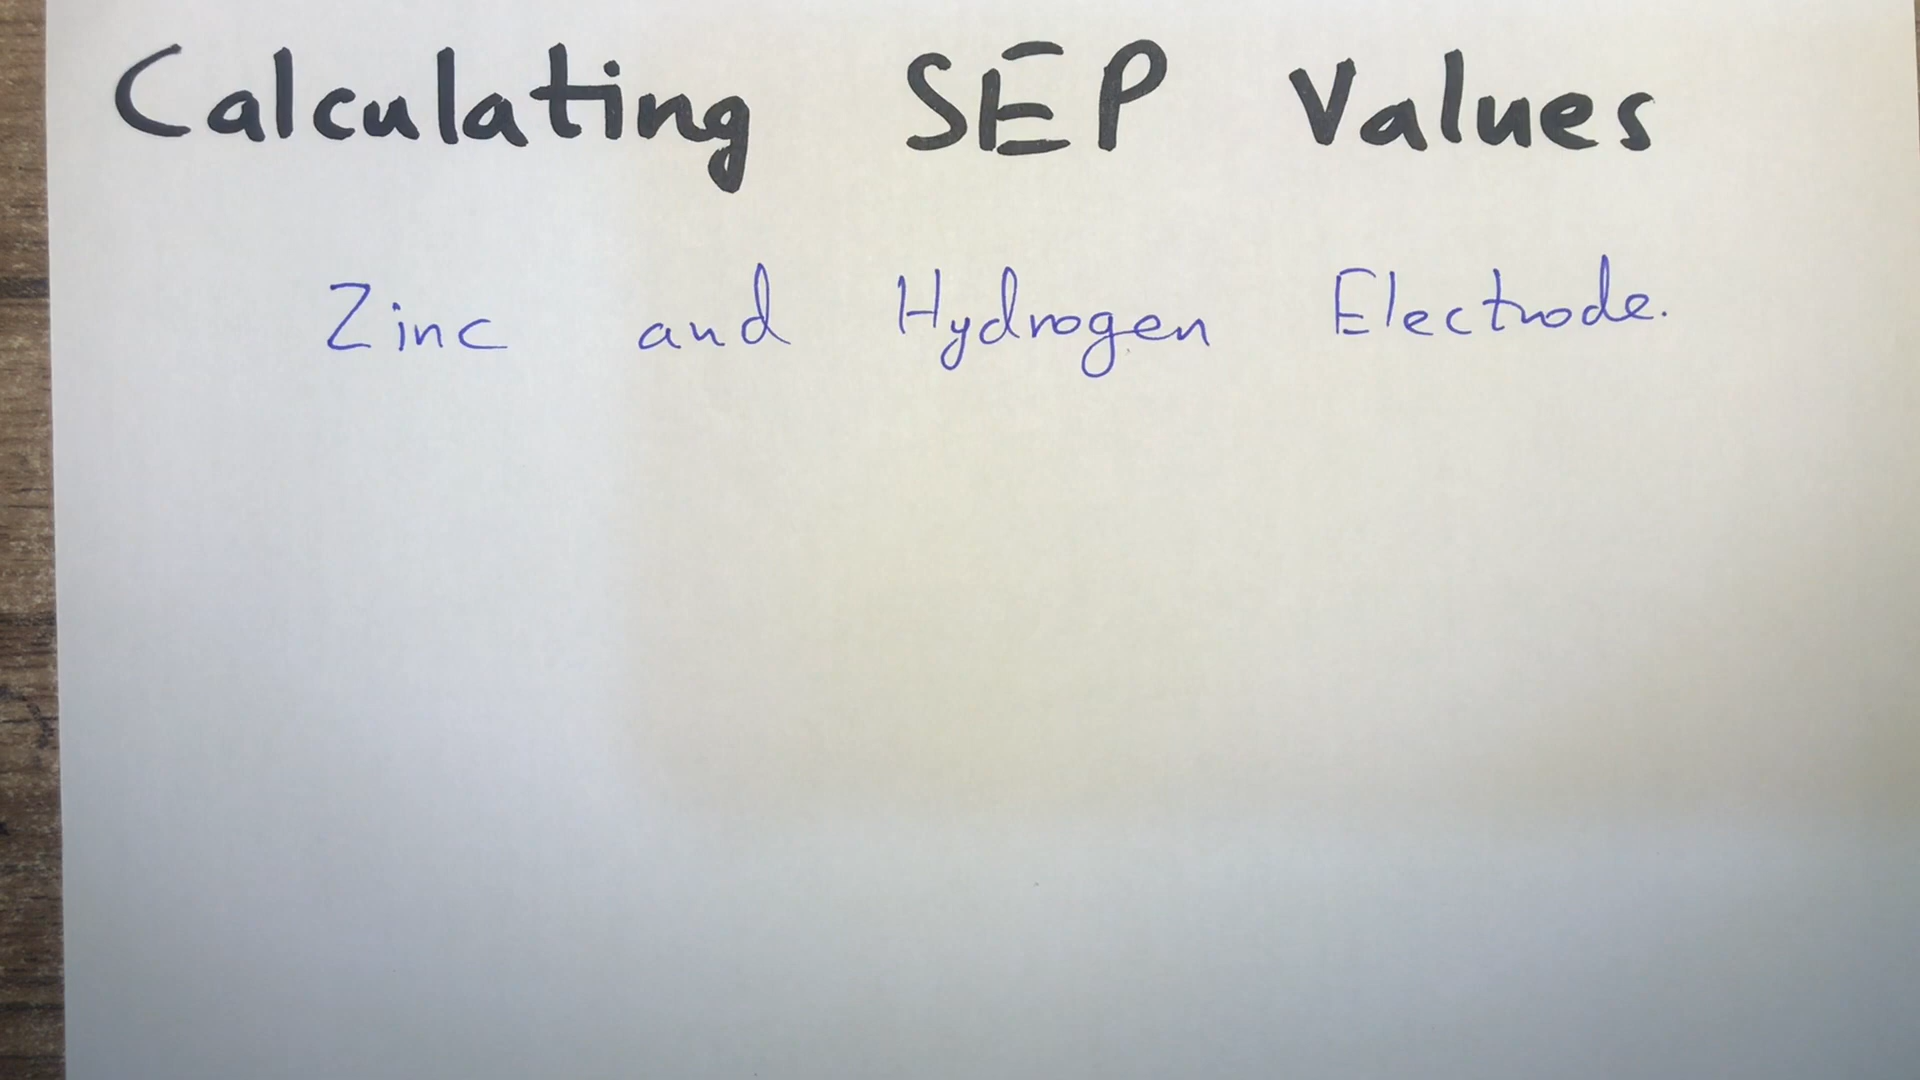 Calculating SEP Values
Zinc and Hydrogen Electrode.